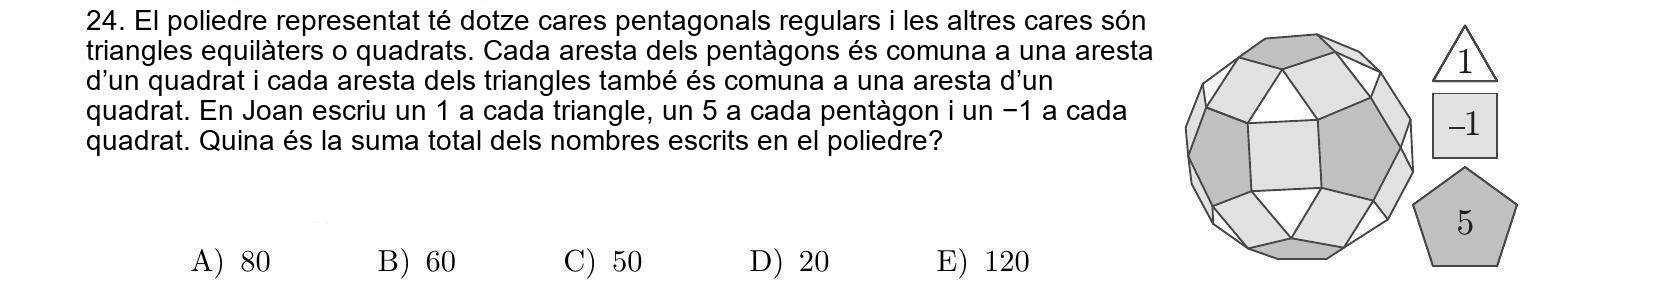 24. El poliedre representat té dotze cares pentagonals regulars i les altres cares són
triangles equilàters o quadrats. Cada aresta dels pentàgons és comuna a una aresta
d’un quadrat i cada aresta dels triangles també és comuna a una aresta d’un
quadrat. En Joan escriu un 1 a cada triangle, un 5 a cada pentàgon i un −1 a cada
quadrat. Quina és la suma total dels nombres escrits en el poliedre?
1
−1
5
A) 80 B) 60 C) 50 D) 20 E) 120